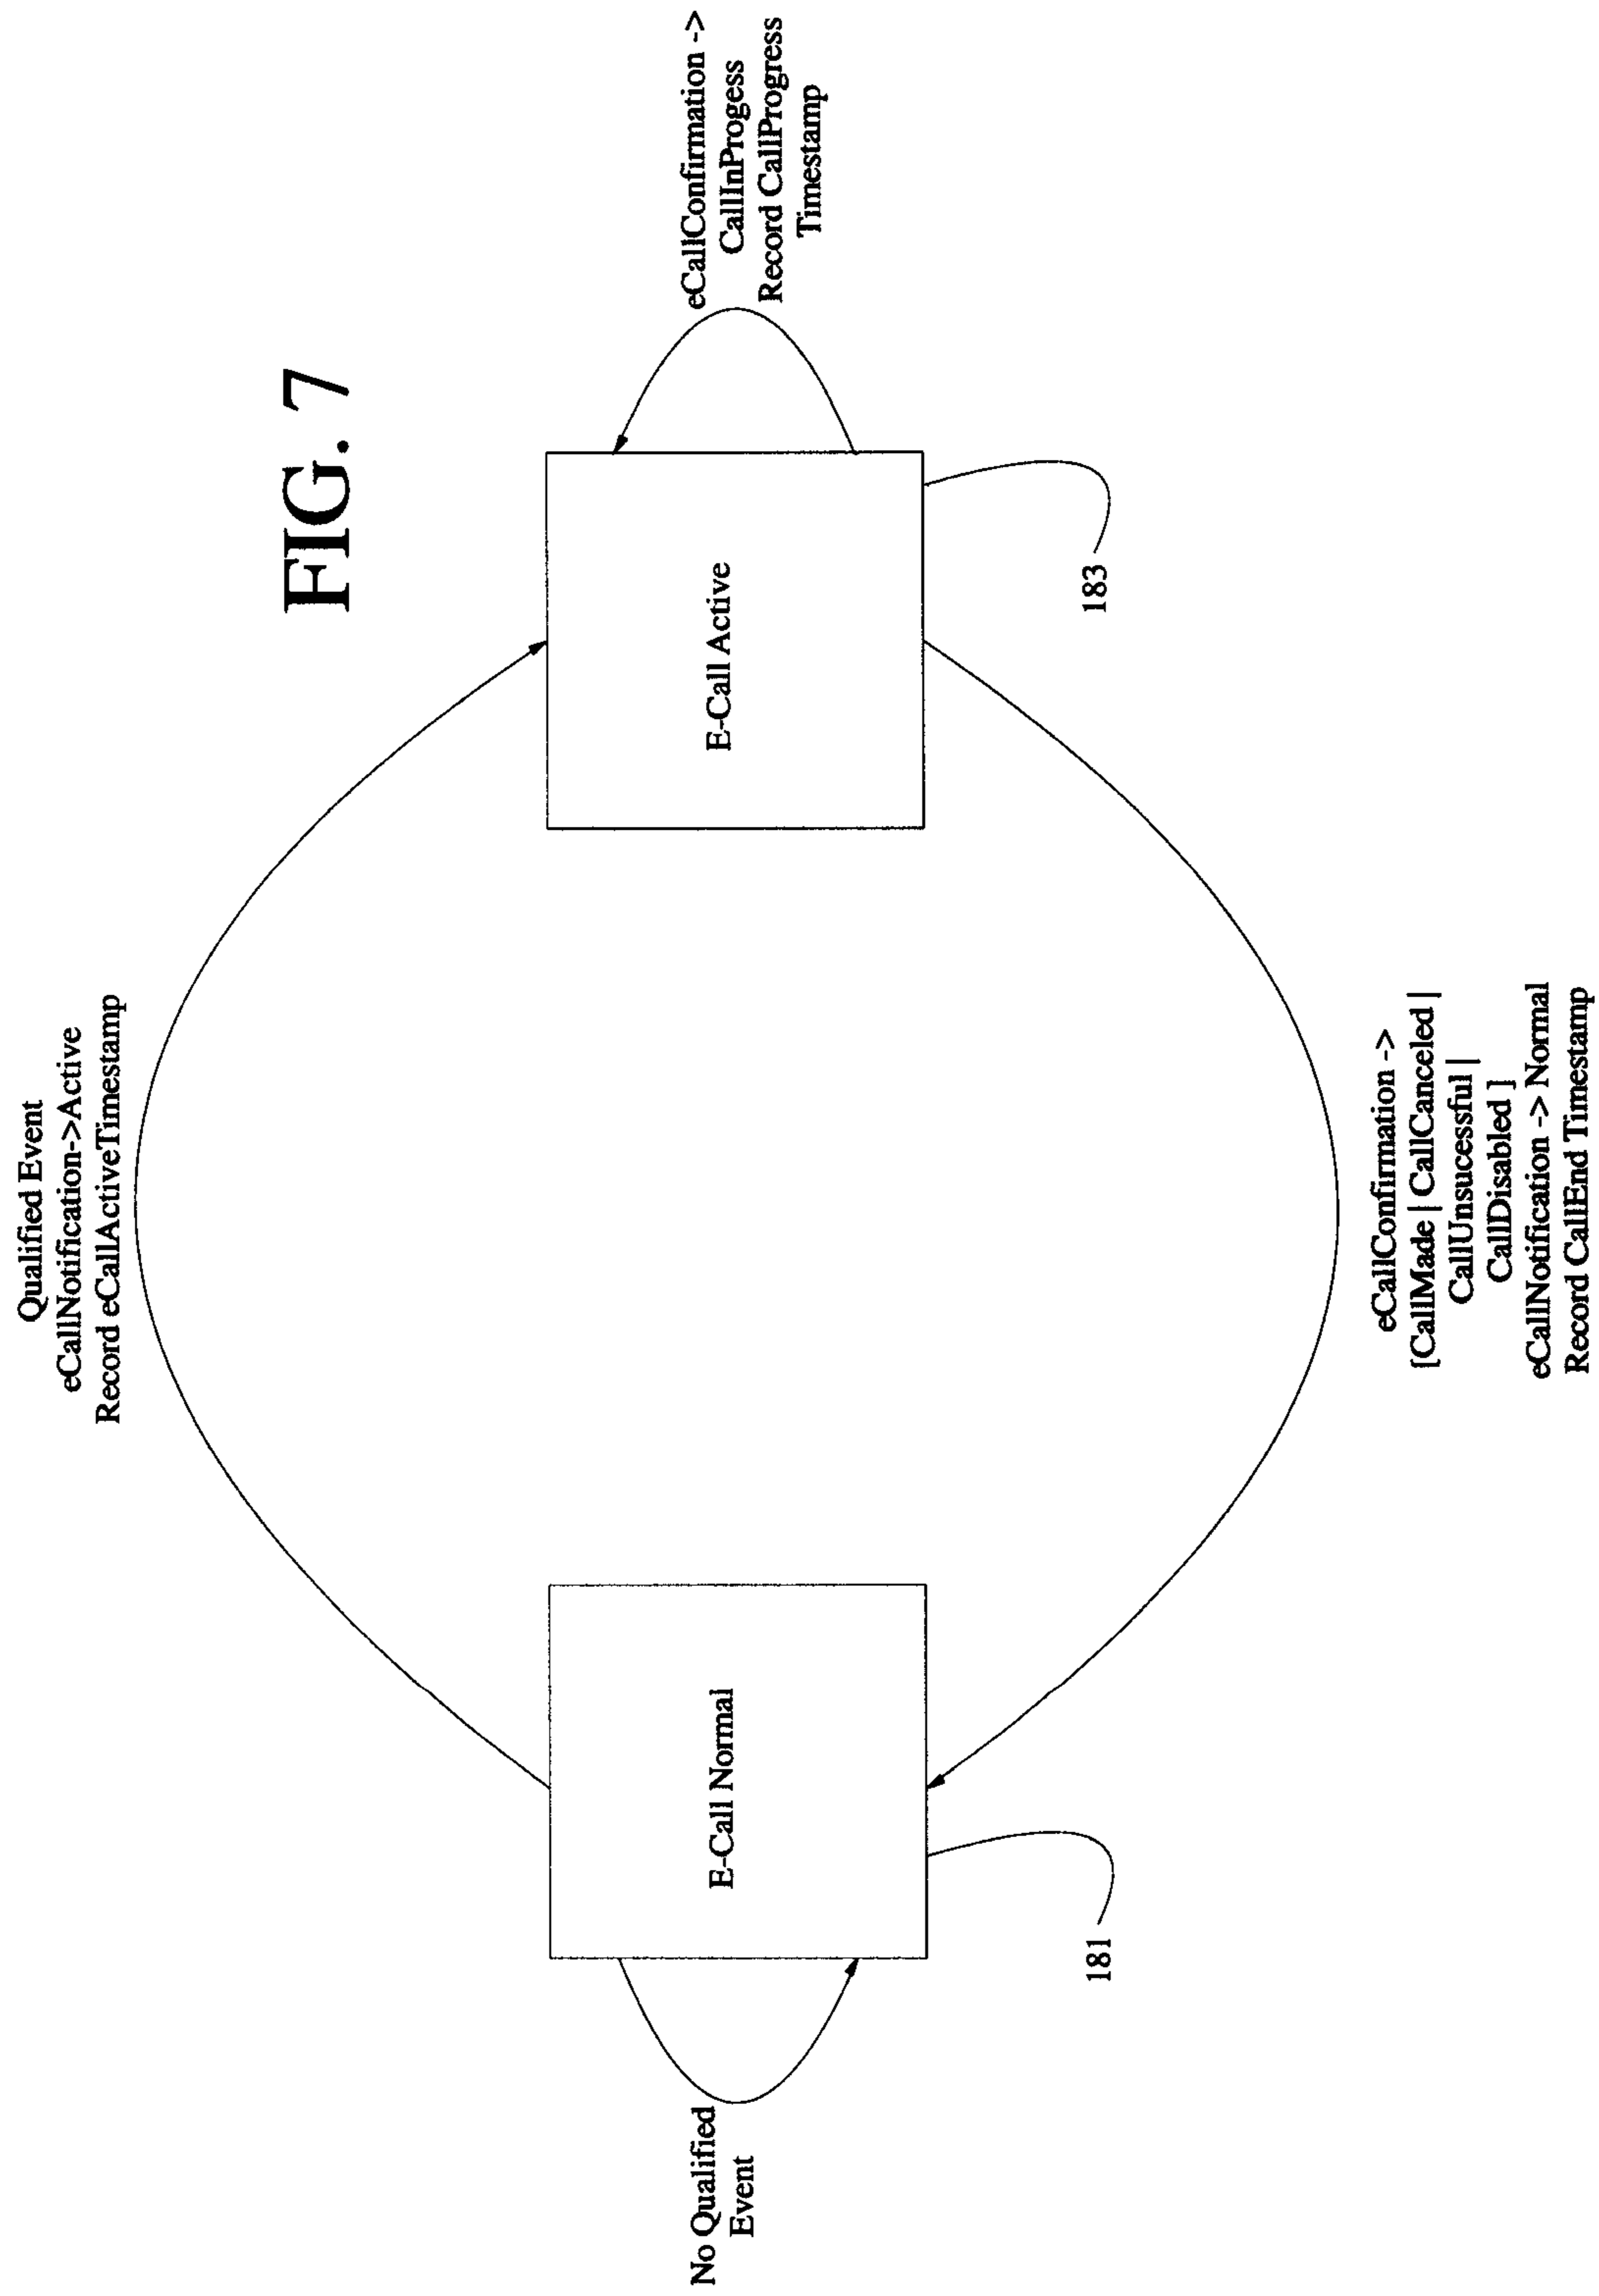 FIG. 7
Qualified Event
eCallNotification->Active
Record eCallActiveTimestamp
No Qualified
Event
E-Call Normal
E-Call Active
eCallConfirmation ->
CallInProgess
Record CallProgress
Timestamp
181
183
eCallConfirmation ->
[CallMade | CallCanceled |
CallUnsucessful |
CallDisabled ]
eCallNotification -> Normal
Record CallEnd Timestamp